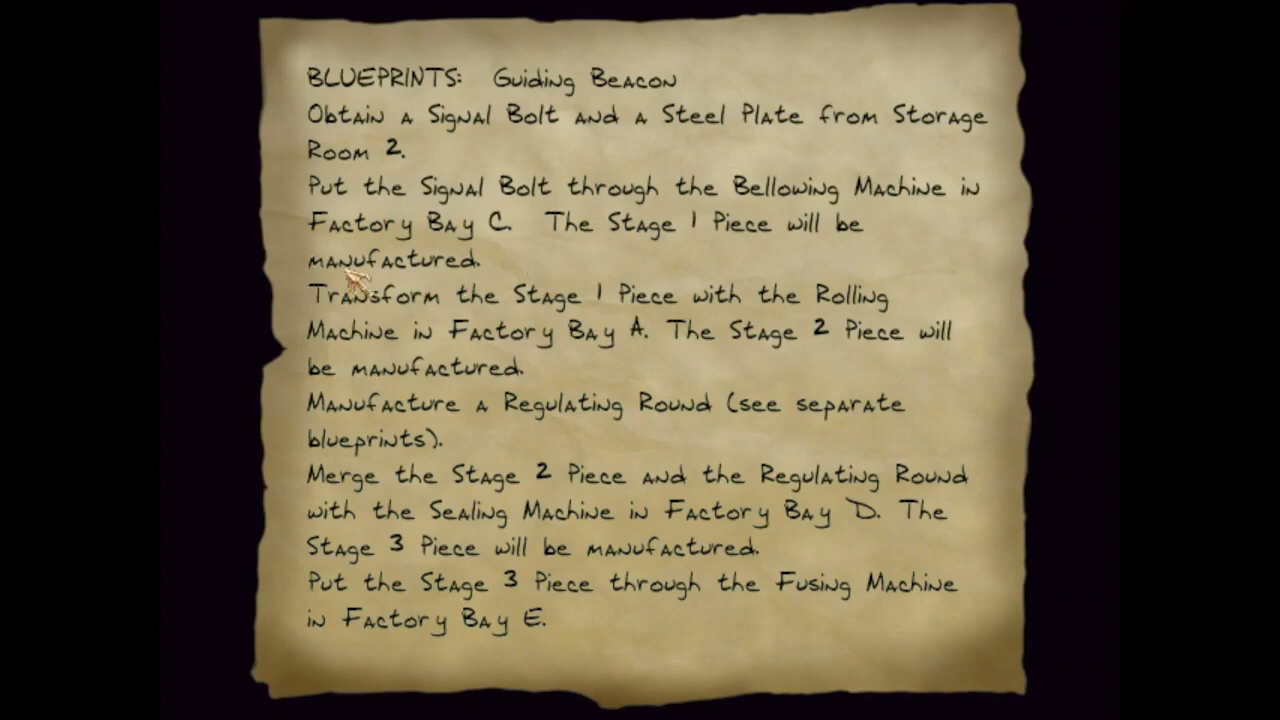 BLUEPRINTS: Guiding Beacon
Obtain a Signal Bolt and a Steel Plate from Storage
Room 2.
Put the Signal Bolt through the Bellowing Machine in
Factory Bay C. The Stage 1 Piece will be
manufactured.
Transform the Stage 1 Piece with the Rolling
Machine in Factory Bay A. The Stage 2 Piece will
be manufactured.
Manufacture a Regulating Round (see separate
blueprints).
Merge the Stage 2 Piece and the Regulating Round
with the Sealing Machine in Factory Bay D. The
Stage 3 Piece will be manufactured.
Put the Stage 3 Piece through the Fusing Machine
in Factory Bay E.